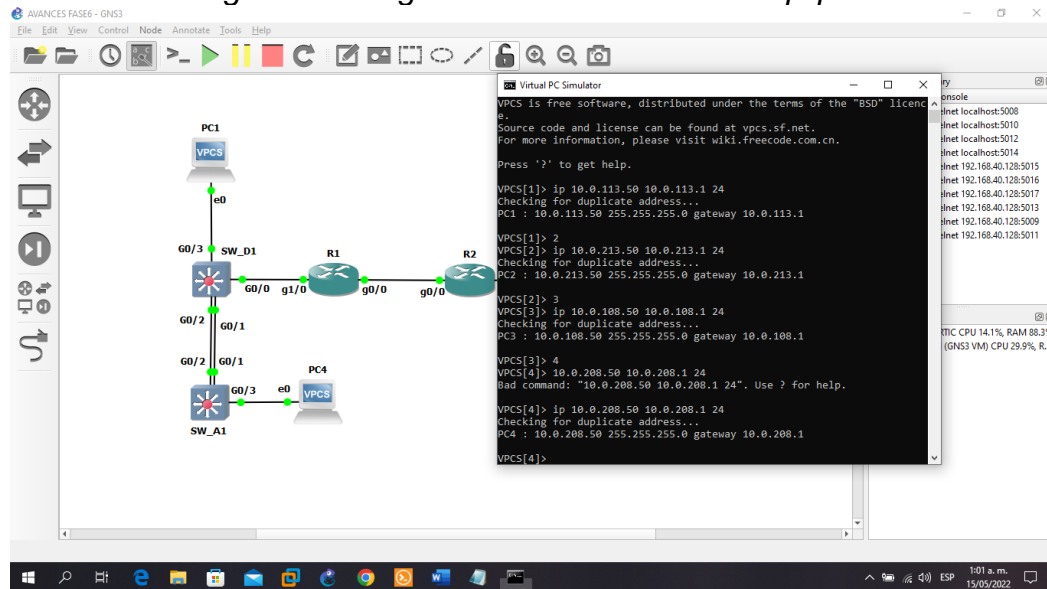 AVANCES FASE6 - GNS3
File Edit View Control Node Annotate Tools Help
PC1
VPCS
e0
G0/3 SW_D1
R1
R2
G0/0 g1/0 g0/0 g0/0
G0/2 G0/1
G0/2 G0/1
PC4
G0/3 e0 VPCS
SW_A1
Virtual PC Simulator
VPCS is free software, distributed under the terms of the "BSD" licenc
e.
Source code and license can be found at vpcs.sf.net.
For more information, please visit wiki.freecode.com.cn.
Press '?' to get help.
VPCS[1]> ip 10.0.113.50 10.0.113.1 24
Checking for duplicate address...
PC1 : 10.0.113.50 255.255.255.0 gateway 10.0.113.1
VPCS[1]> 2
VPCS[2]> ip 10.0.213.50 10.0.213.1 24
Checking for duplicate address...
PC2 : 10.0.213.50 255.255.255.0 gateway 10.0.213.1
VPCS[2]> 3
VPCS[3]> ip 10.0.108.50 10.0.108.1 24
Checking for duplicate address...
PC3 : 10.0.108.50 255.255.255.0 gateway 10.0.108.1
VPCS[3]> 4
VPCS[4]> 10.0.208.50 10.0.208.1 24
Bad command: "10.0.208.50 10.0.208.1 24". Use ? for help.
VPCS[4]> ip 10.0.208.50 10.0.208.1 24
Checking for duplicate address...
PC4 : 10.0.208.50 255.255.255.0 gateway 10.0.208.1
VPCS[4]>
ry
onsole
elnet localhost:5008
elnet localhost:5010
elnet localhost:5012
elnet localhost:5014
elnet 192.168.40.128:5015
elnet 192.168.40.128:5016
elnet 192.168.40.128:5017
elnet 192.168.40.128:5013
elnet 192.168.40.128:5009
elnet 192.168.40.128:5011
RTIC CPU 14.1%, RAM 88.3%
(GNS3 VM) CPU 29.9%, R.
ESP
1:01 a. m.
15/05/2022